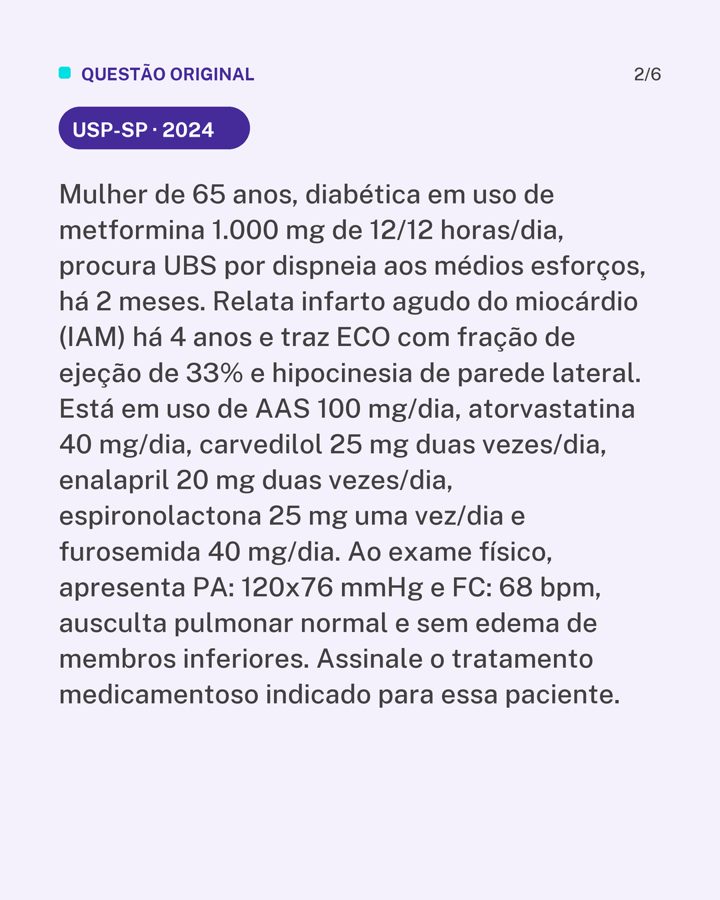 QUESTÃO ORIGINAL
2/6
USP-SP · 2024
Mulher de 65 anos, diabética em uso de
metformina 1.000 mg de 12/12 horas/dia,
procura UBS por dispneia aos médios esforços,
há 2 meses. Relata infarto agudo do miocárdio
(IAM) há 4 anos e traz ECO com fração de
ejeção de 33% e hipocinesia de parede lateral.
Está em uso de AAS 100 mg/dia, atorvastatina
40 mg/dia, carvedilol 25 mg duas vezes/dia,
enalapril 20 mg duas vezes/dia,
espironolactona 25 mg uma vez/dia e
furosemida 40 mg/dia. Ao exame físico,
apresenta PA: 120x76 mmHg e FC: 68 bpm,
ausculta pulmonar normal e sem edema de
membros inferiores. Assinale o tratamento
medicamentoso indicado para essa paciente.